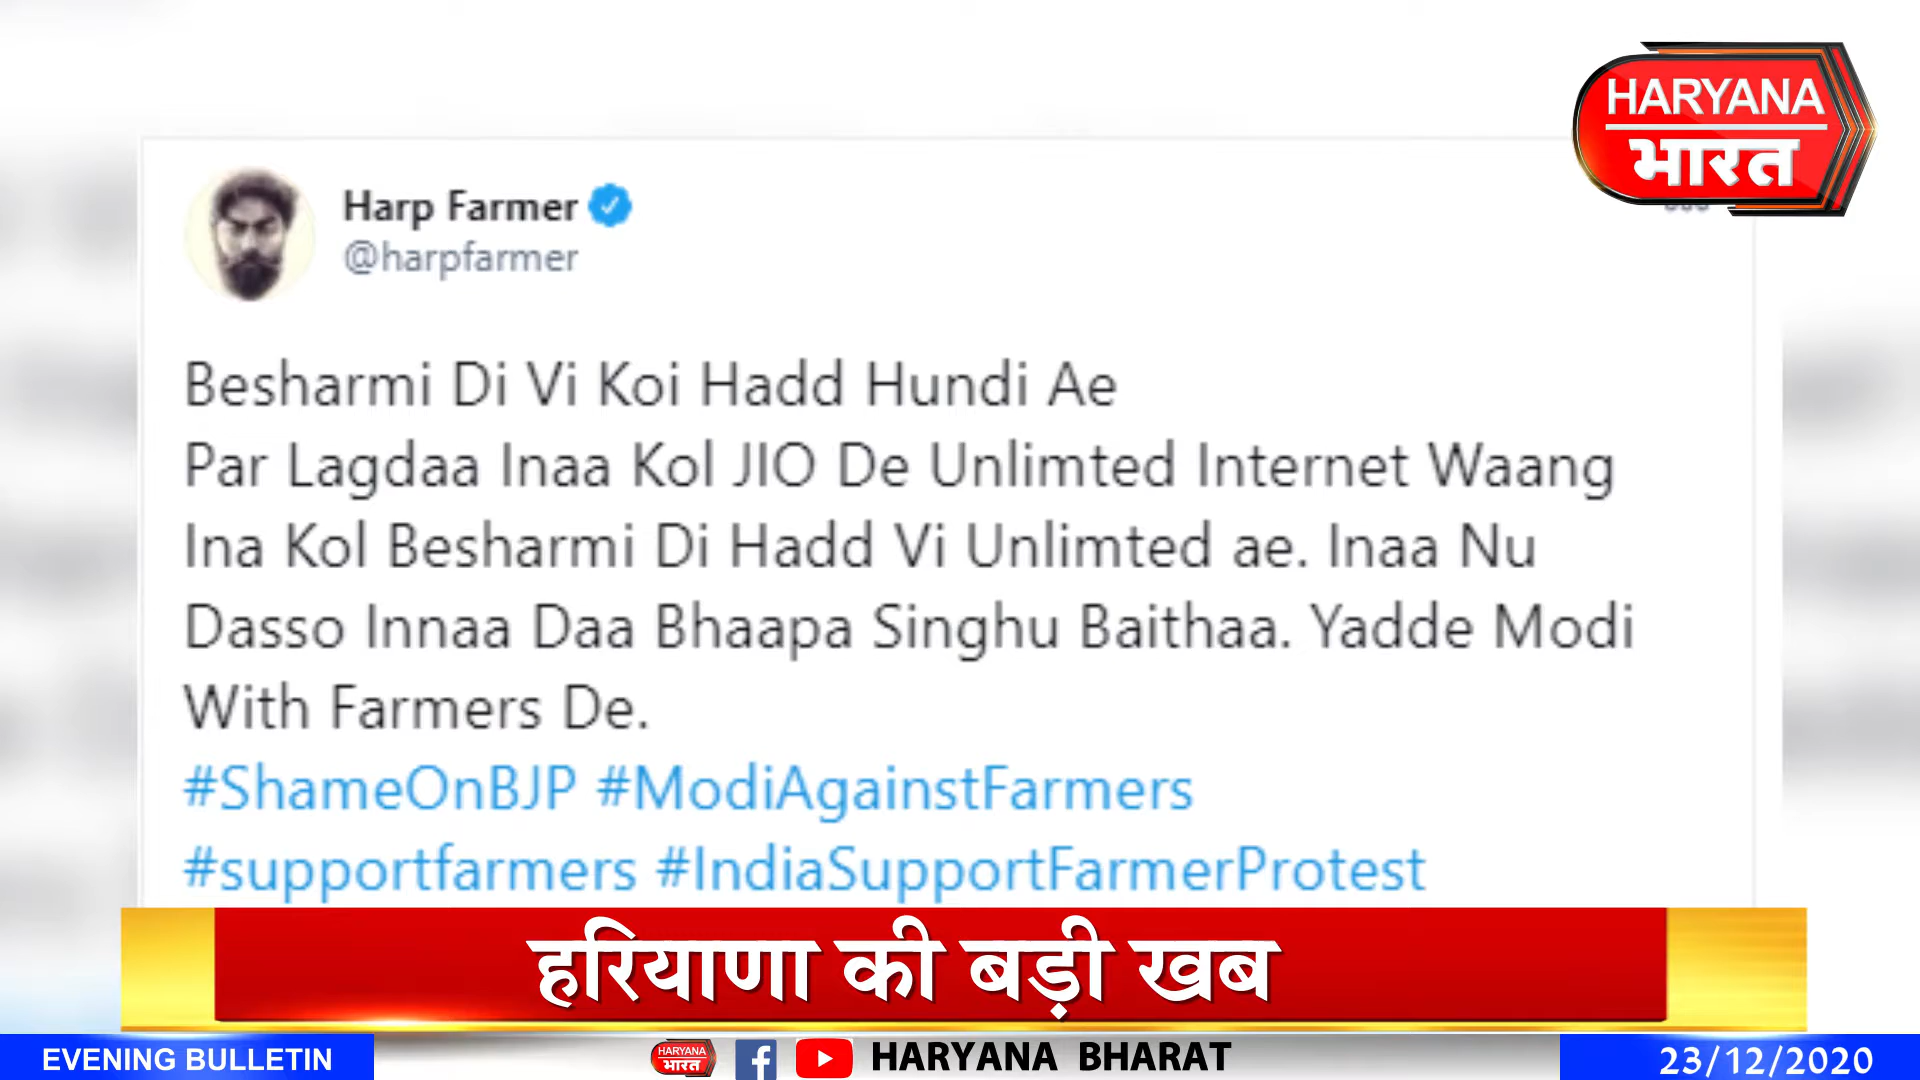 HARYANA
भारत
Harp Farmer
@harpfarmer
Besharmi Di Vi Koi Hadd Hundi Ae
Par Lagdaa Inaa Kol JIO De Unlimted Internet Waang
Ina Kol Besharmi Di Hadd Vi Unlimted ae. Inaa Nu
Dasso Innaa Daa Bhaapa Singhu Baithaa. Yadde Modi
With Farmers De.
#ShameOnBJP #ModiAgainstFarmers
#supportfarmers #IndiaSupportFarmerProtest
हरियाणा की बड़ी खब
EVENING BULLETIN
HARYANA
भारत
HARYANA BHARAT
23/12/2020